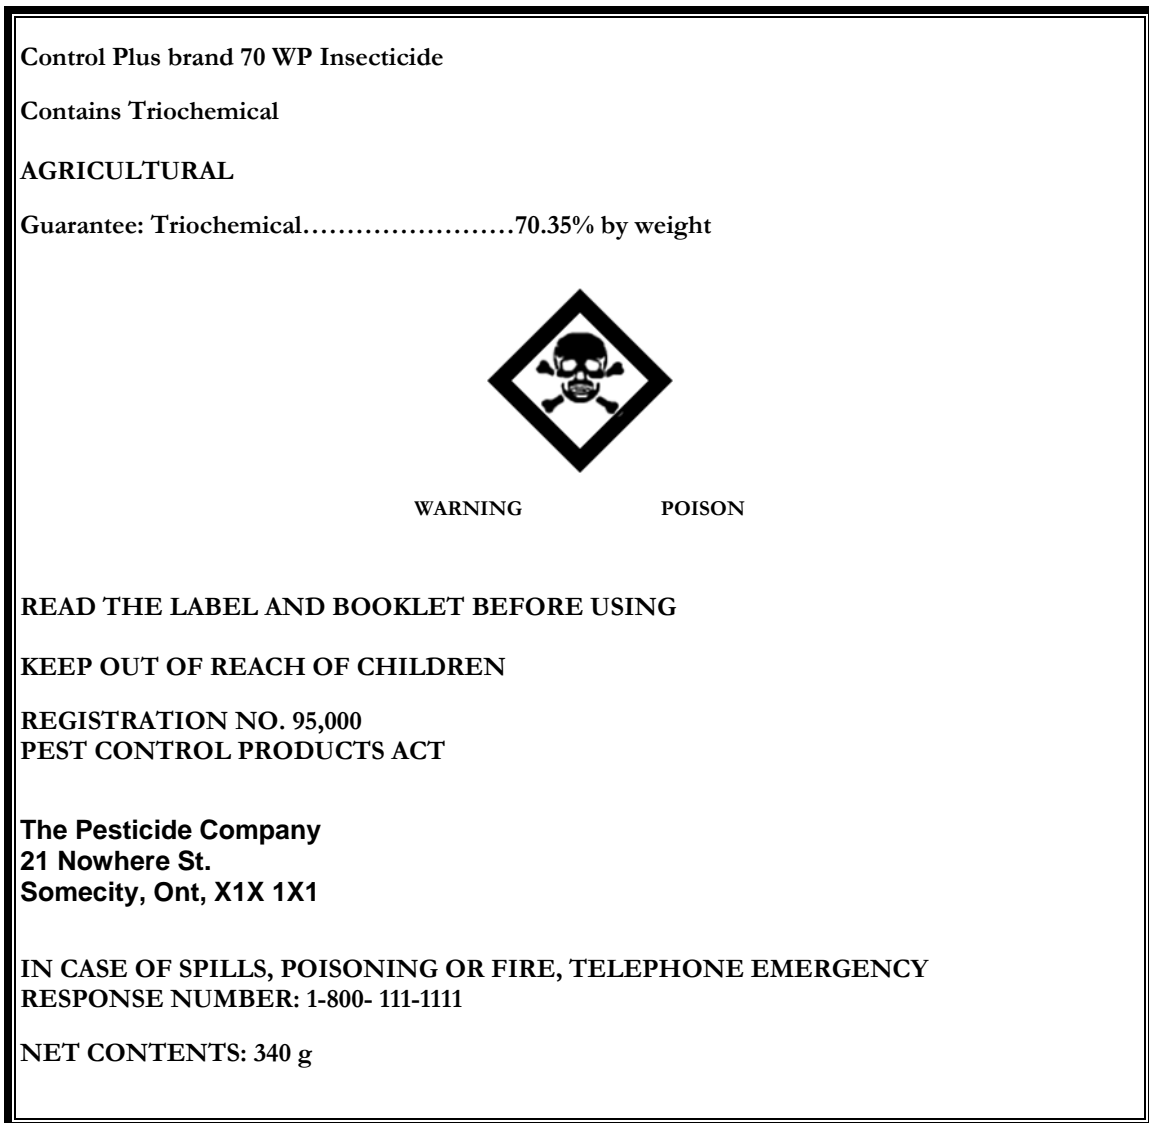 Control Plus brand 70 WP Insecticide
Contains Triochemical
AGRICULTURAL
Guarantee: Triochemical……………………70.35% by weight
WARNING POISON
READ THE LABEL AND BOOKLET BEFORE USING
KEEP OUT OF REACH OF CHILDREN
REGISTRATION NO. 95,000
PEST CONTROL PRODUCTS ACT
The Pesticide Company
21 Nowhere St.
Somecity, Ont, X1X 1X1
IN CASE OF SPILLS, POISONING OR FIRE, TELEPHONE EMERGENCY
RESPONSE NUMBER: 1-800- 111-1111
NET CONTENTS: 340 g